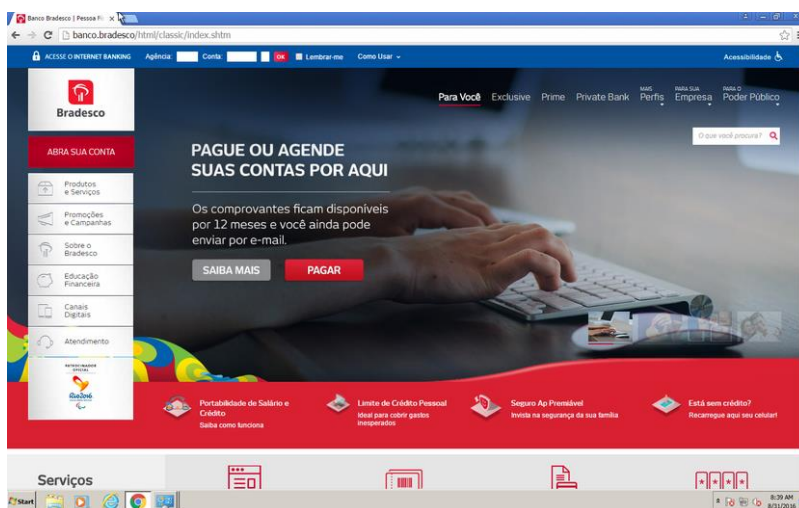 Banco Bradesco | Pessoa Fí
banco.bradesco/html/classic/index.shtm
ACESSE O INTERNET BANKING Agência: Conta: OK Lembrar-me Como Usar Acessibilidade
Bradesco
Para Você Exclusive Prime Private Bank MAIS Perfis PARA SUA Empresa PARA O Poder Público
O que você procura?
ABRA SUA CONTA
PAGUE OU AGENDE
SUAS CONTAS POR AQUI
Os comprovantes ficam disponíveis
por 12 meses e você ainda pode
enviar por e-mail.
SAIBA MAIS PAGAR
Produtos
e Serviços
Promoções
e Campanhas
Sobre o
Bradesco
Educação
Financeira
Canais
Digitais
Atendimento
PATROCINADOR
OFICIAL
Rio2016
Portabilidade de Salário e
Crédito
Saiba como funciona
Limite de Crédito Pessoal
Ideal para cobrir gastos
inesperados
Seguro Ap Premiável
Invista na segurança da sua família
Está sem crédito?
Recarregue aqui seu celular!
Serviços
Start
8:39 AM
8/31/2016